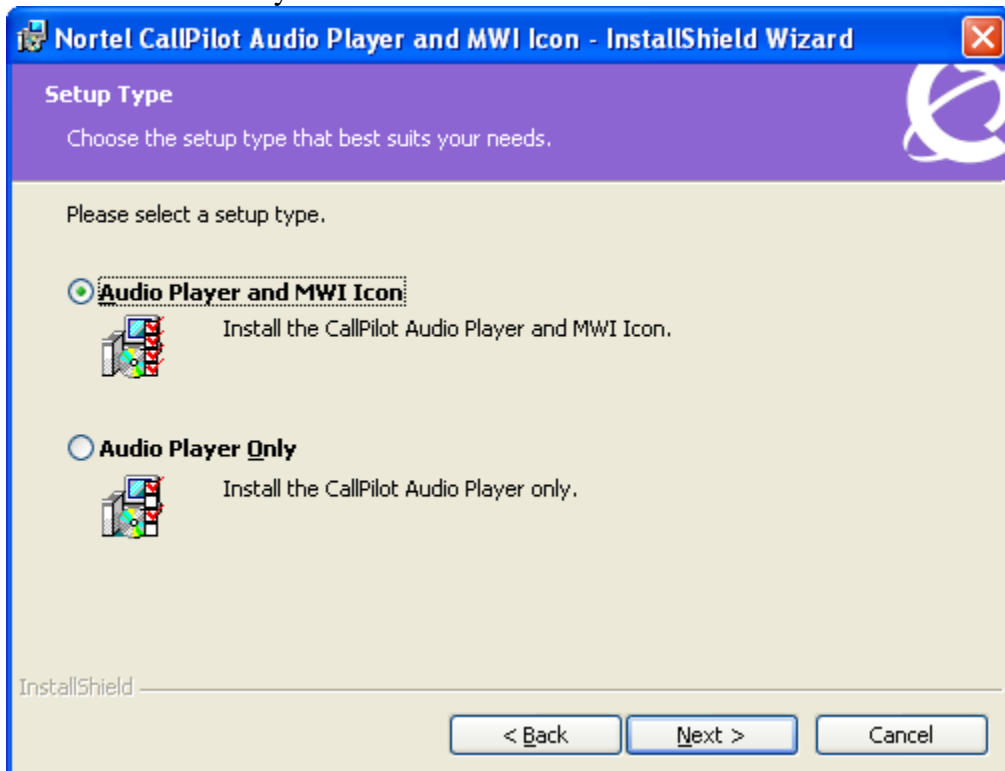 Nortel CallPilot Audio Player and MWI Icon - InstallShield Wizard
Setup Type
Choose the setup type that best suits your needs.
Please select a setup type.
Audio Player and MWI Icon
Install the CallPilot Audio Player and MWI Icon.
Audio Player Only
Install the CallPilot Audio Player only.
InstallShield
< Back Next > Cancel